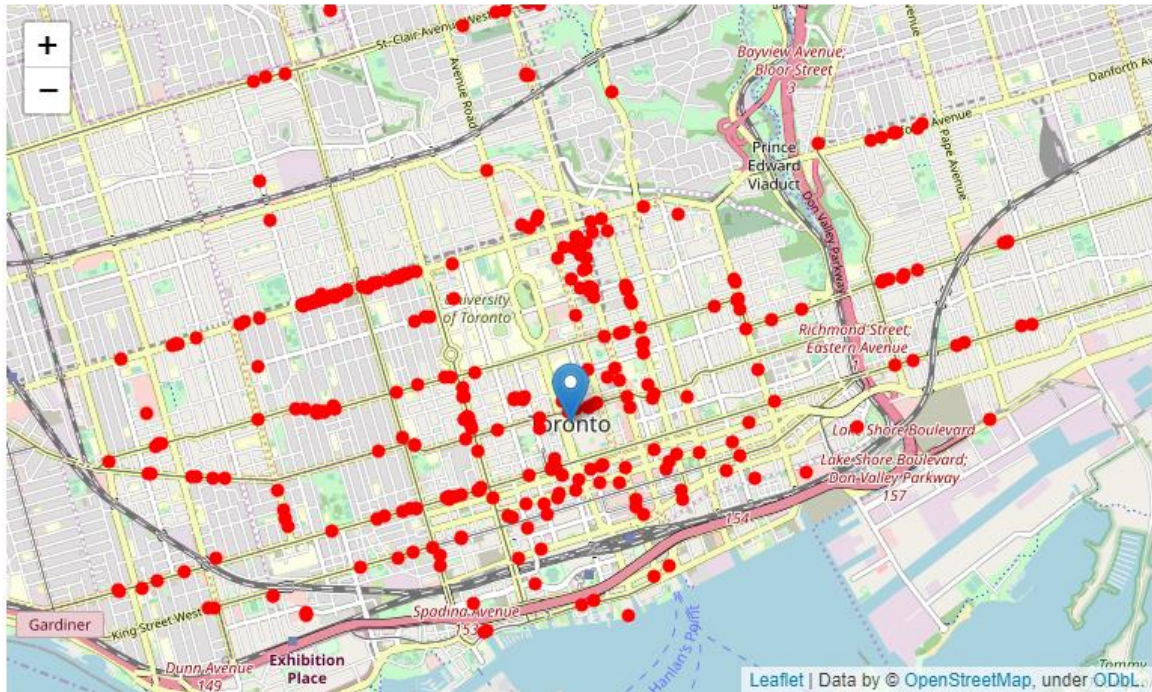 +
−
St-Clair-Avenue-West
Avenue Road
Bayview Avenue;
Bloor Street
3
Danforth Avenue
Avenue
Pape Avenue
Prince
Edward
Viaduct
Don Valley Parkway
University
of Toronto
Richmond Street;
Eastern Avenue
1
Toronto
Lake Shore Boulevard
Lake Shore Boulevard;
Don Valley Parkway
157
154
Gardiner
King Street West
Spadina Avenue
153
Dunn Avenue
149
Exhibition
Place
Tommy
Leaflet | Data by © OpenStreetMap, under ODbL.